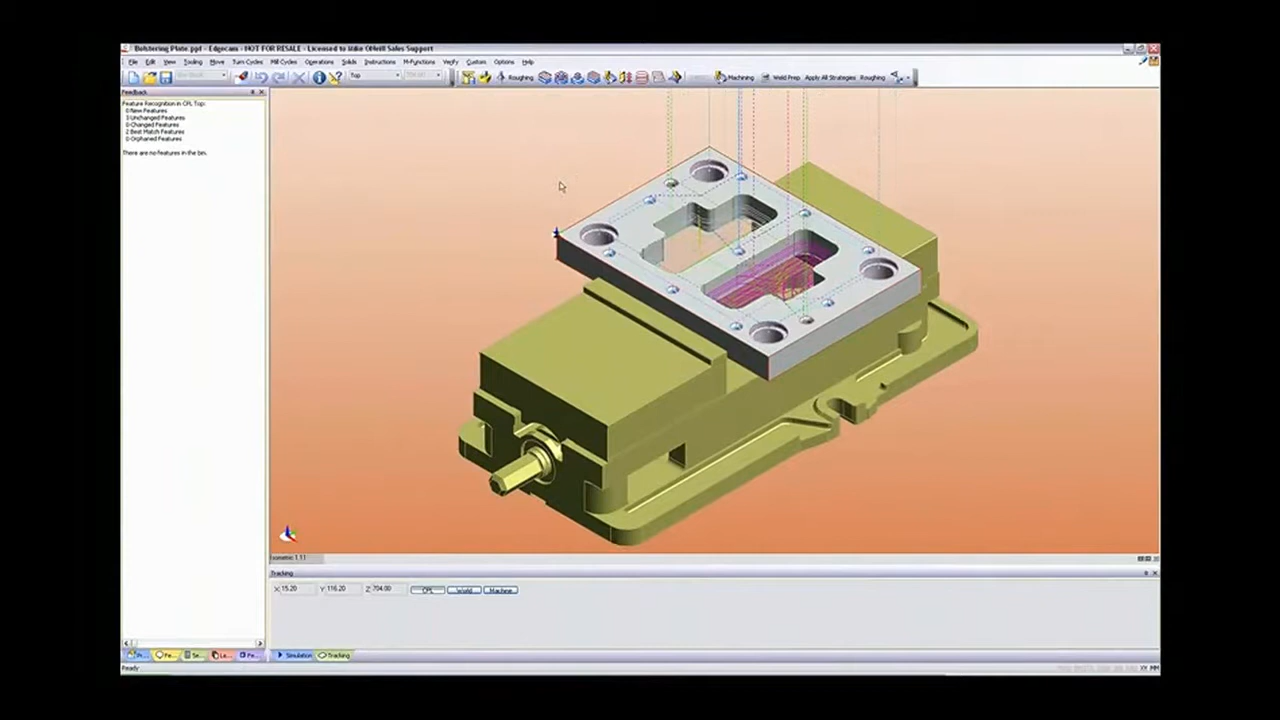 Bolstering Plate.ppf - Edgecam - NOT FOR RESALE - Licensed to Mike ONeill Sales Support
File Edit View Tooling Move Turn Cycles Mill Cycles Operations Solids Instructions M-Functions Verify Custom Options Help
Top Roughing Machining Weld Prep Apply All Strategies Roughing
Feedback
Feature Recognition in CPL Top:
0 New Features
3 Unchanged Features
0 Changed Features
2 Best Match Features
0 Orphaned Features
There are no features in the bin.
Tracking
X 15.20 Y 116.20 Z 704.00 CPL World Machine
Simulation Tracking
Ready XY MM